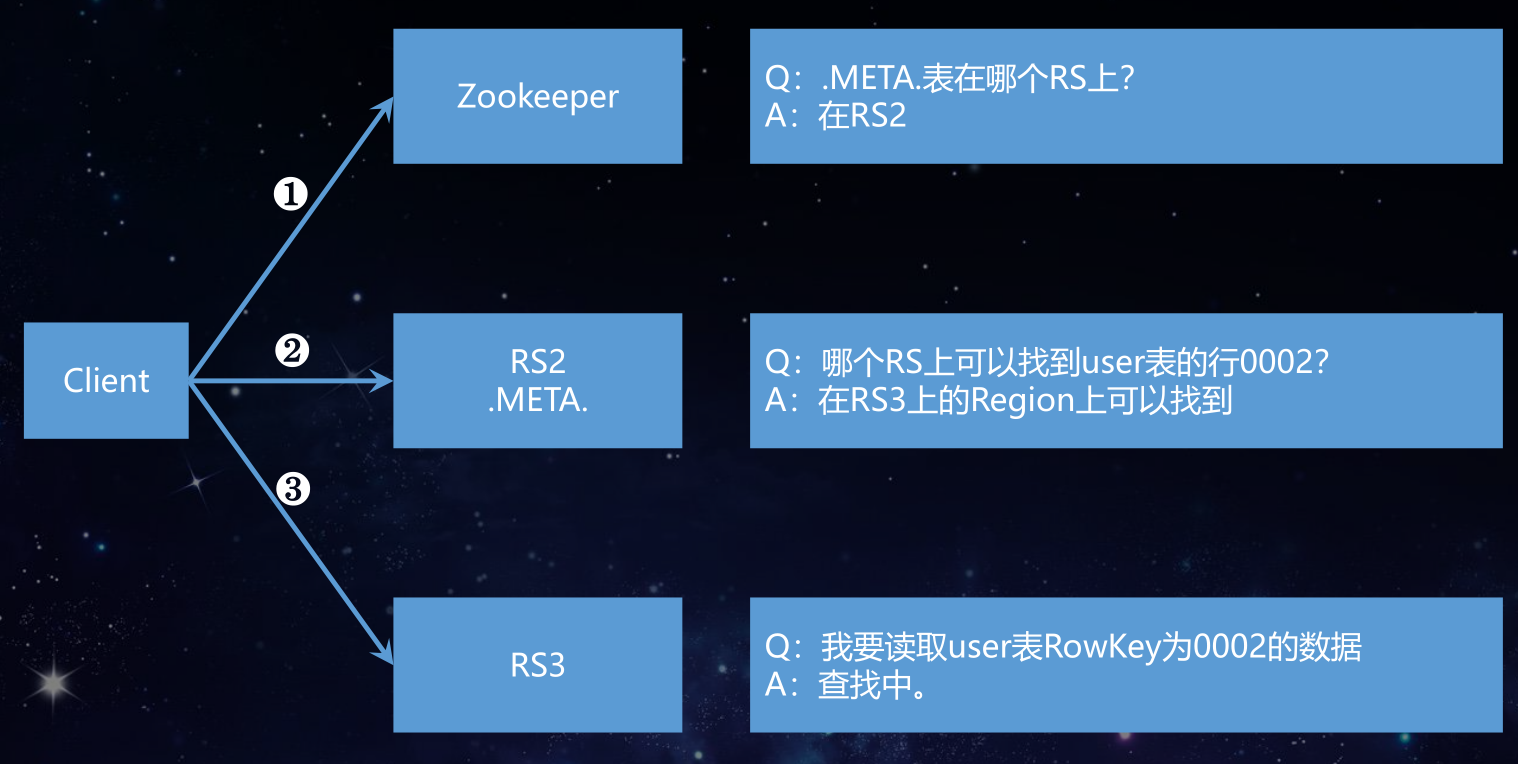 Zookeeper
Q：.META.表在哪个RS上？
A：在RS2
❶
Client
❷
RS2
.META.
Q：哪个RS上可以找到user表的行0002？
A：在RS3上的Region上可以找到
❸
RS3
Q：我要读取user表RowKey为0002的数据
A：查找中。